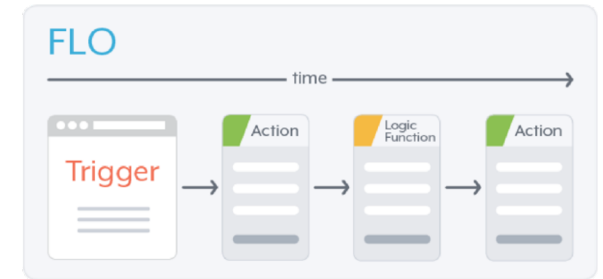 FLO
time
Trigger
Action
Logic
Function
Action